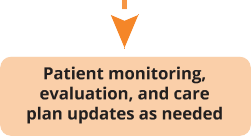 Patient monitoring,
evaluation, and care
plan updates as needed